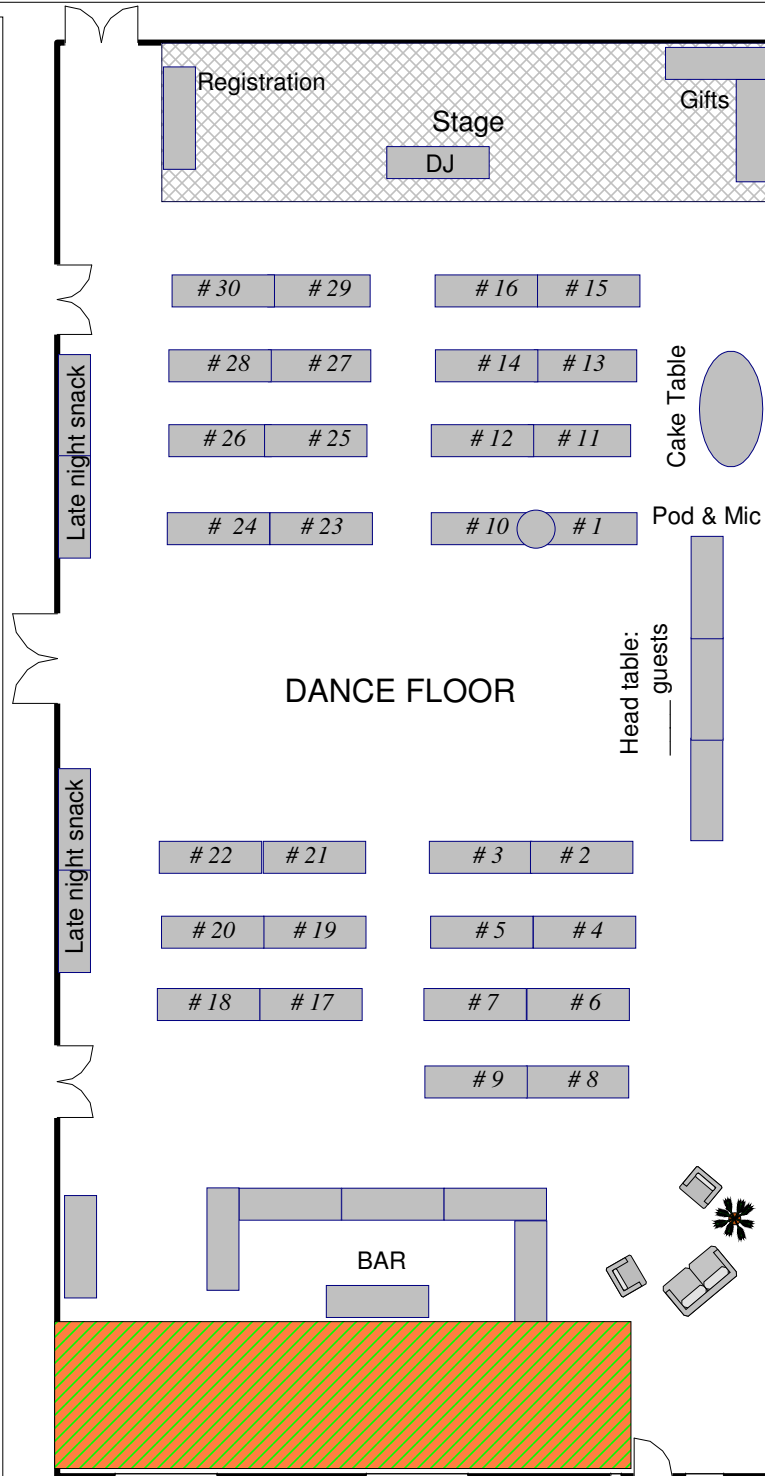 Registration
Gifts
Stage
DJ
# 30 # 29 # 16 # 15
# 28 # 27 # 14 # 13
Cake Table
# 26 # 25 # 12 # 11
Late night snack
# 24 # 23 # 10 # 1
Pod & Mic
Head table:
____ guests
DANCE FLOOR
Late night snack
# 22 # 21 # 3 # 2
# 20 # 19 # 5 # 4
# 18 # 17 # 7 # 6
# 9 # 8
BAR